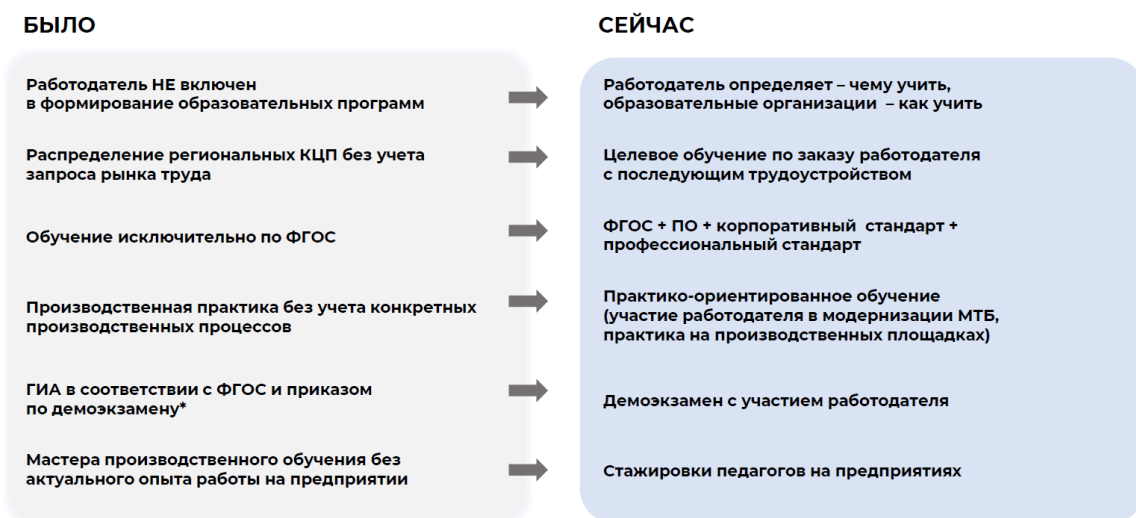 БЫЛО
СЕЙЧАС
Работодатель НЕ включен
в формирование образовательных программ
Работодатель определяет – чему учить,
образовательные организации – как учить
Распределение региональных КЦП без учета
запроса рынка труда
Целевое обучение по заказу работодателя
с последующим трудоустройством
Обучение исключительно по ФГОС
ФГОС + ПО + корпоративный стандарт +
профессиональный стандарт
Производственная практика без учета конкретных
производственных процессов
Практико-ориентированное обучение
(участие работодателя в модернизации МТБ,
практика на производственных площадках)
ГИА в соответствии с ФГОС и приказом
по демоэкзамену*
Демоэкзамен с участием работодателя
Мастера производственного обучения без
актуального опыта работы на предприятии
Стажировки педагогов на предприятиях